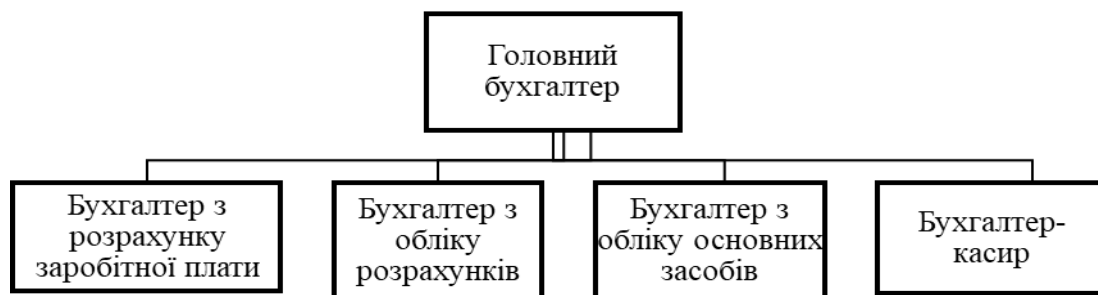 Головний
бухгалтер
Бухгалтер з
розрахунку
заробітної плати
Бухгалтер з
обліку
розрахунків
Бухгалтер з
обліку основних
засобів
Бухгалтер-
касир